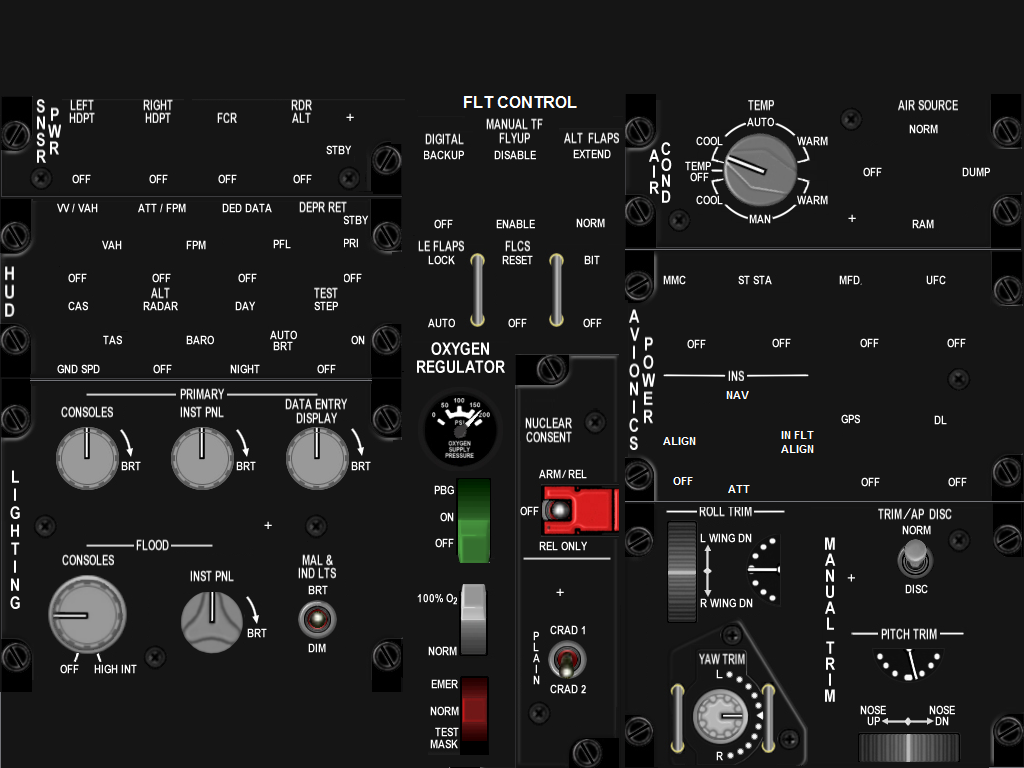 SNSR
PWR
LEFT
HDPT
RIGHT
HDPT
FCR
RDR
ALT
STBY
OFF
OFF
OFF
OFF
HUD
VV / VAH
ATT / FPM
DED DATA
DEPR RET
STBY
VAH
FPM
PFL
PRI
OFF
OFF
OFF
OFF
CAS
ALT
RADAR
DAY
TEST
STEP
TAS
BARO
AUTO
BRT
ON
GND SPD
OFF
NIGHT
OFF
LIGHTING
PRIMARY
CONSOLES
INST PNL
DATA ENTRY
DISPLAY
BRT
BRT
BRT
FLOOD
CONSOLES
INST PNL
MAL &
IND LTS
BRT
BRT
DIM
OFF
HIGH INT
FLT CONTROL
DIGITAL
BACKUP
MANUAL TF
FLYUP
DISABLE
ALT FLAPS
EXTEND
OFF
ENABLE
NORM
LE FLAPS
LOCK
FLCS
RESET
BIT
AUTO
OFF
OFF
OXYGEN
REGULATOR
0
50
100
150
200
PSI
OXYGEN
SUPPLY
PRESSURE
PBG
ON
OFF
100% O2
NORM
EMER
NORM
TEST
MASK
NUCLEAR
CONSENT
ARM/REL
OFF
REL ONLY
PLAIN
CRAD 1
CRAD 2
AIR
COND
TEMP
AUTO
COOL
WARM
TEMP
OFF
COOL
WARM
MAN
AIR SOURCE
NORM
OFF
DUMP
RAM
AVIONICS
POWER
MMC
ST STA
MFD.
UFC
OFF
OFF
OFF
OFF
INS
NAV
GPS
DL
ALIGN
IN FLT
ALIGN
OFF
ATT
OFF
OFF
MANUAL TRIM
ROLL TRIM
L WING DN
R WING DN
TRIM/AP DISC
NORM
DISC
PITCH TRIM
YAW TRIM
L
R
NOSE
UP
NOSE
DN